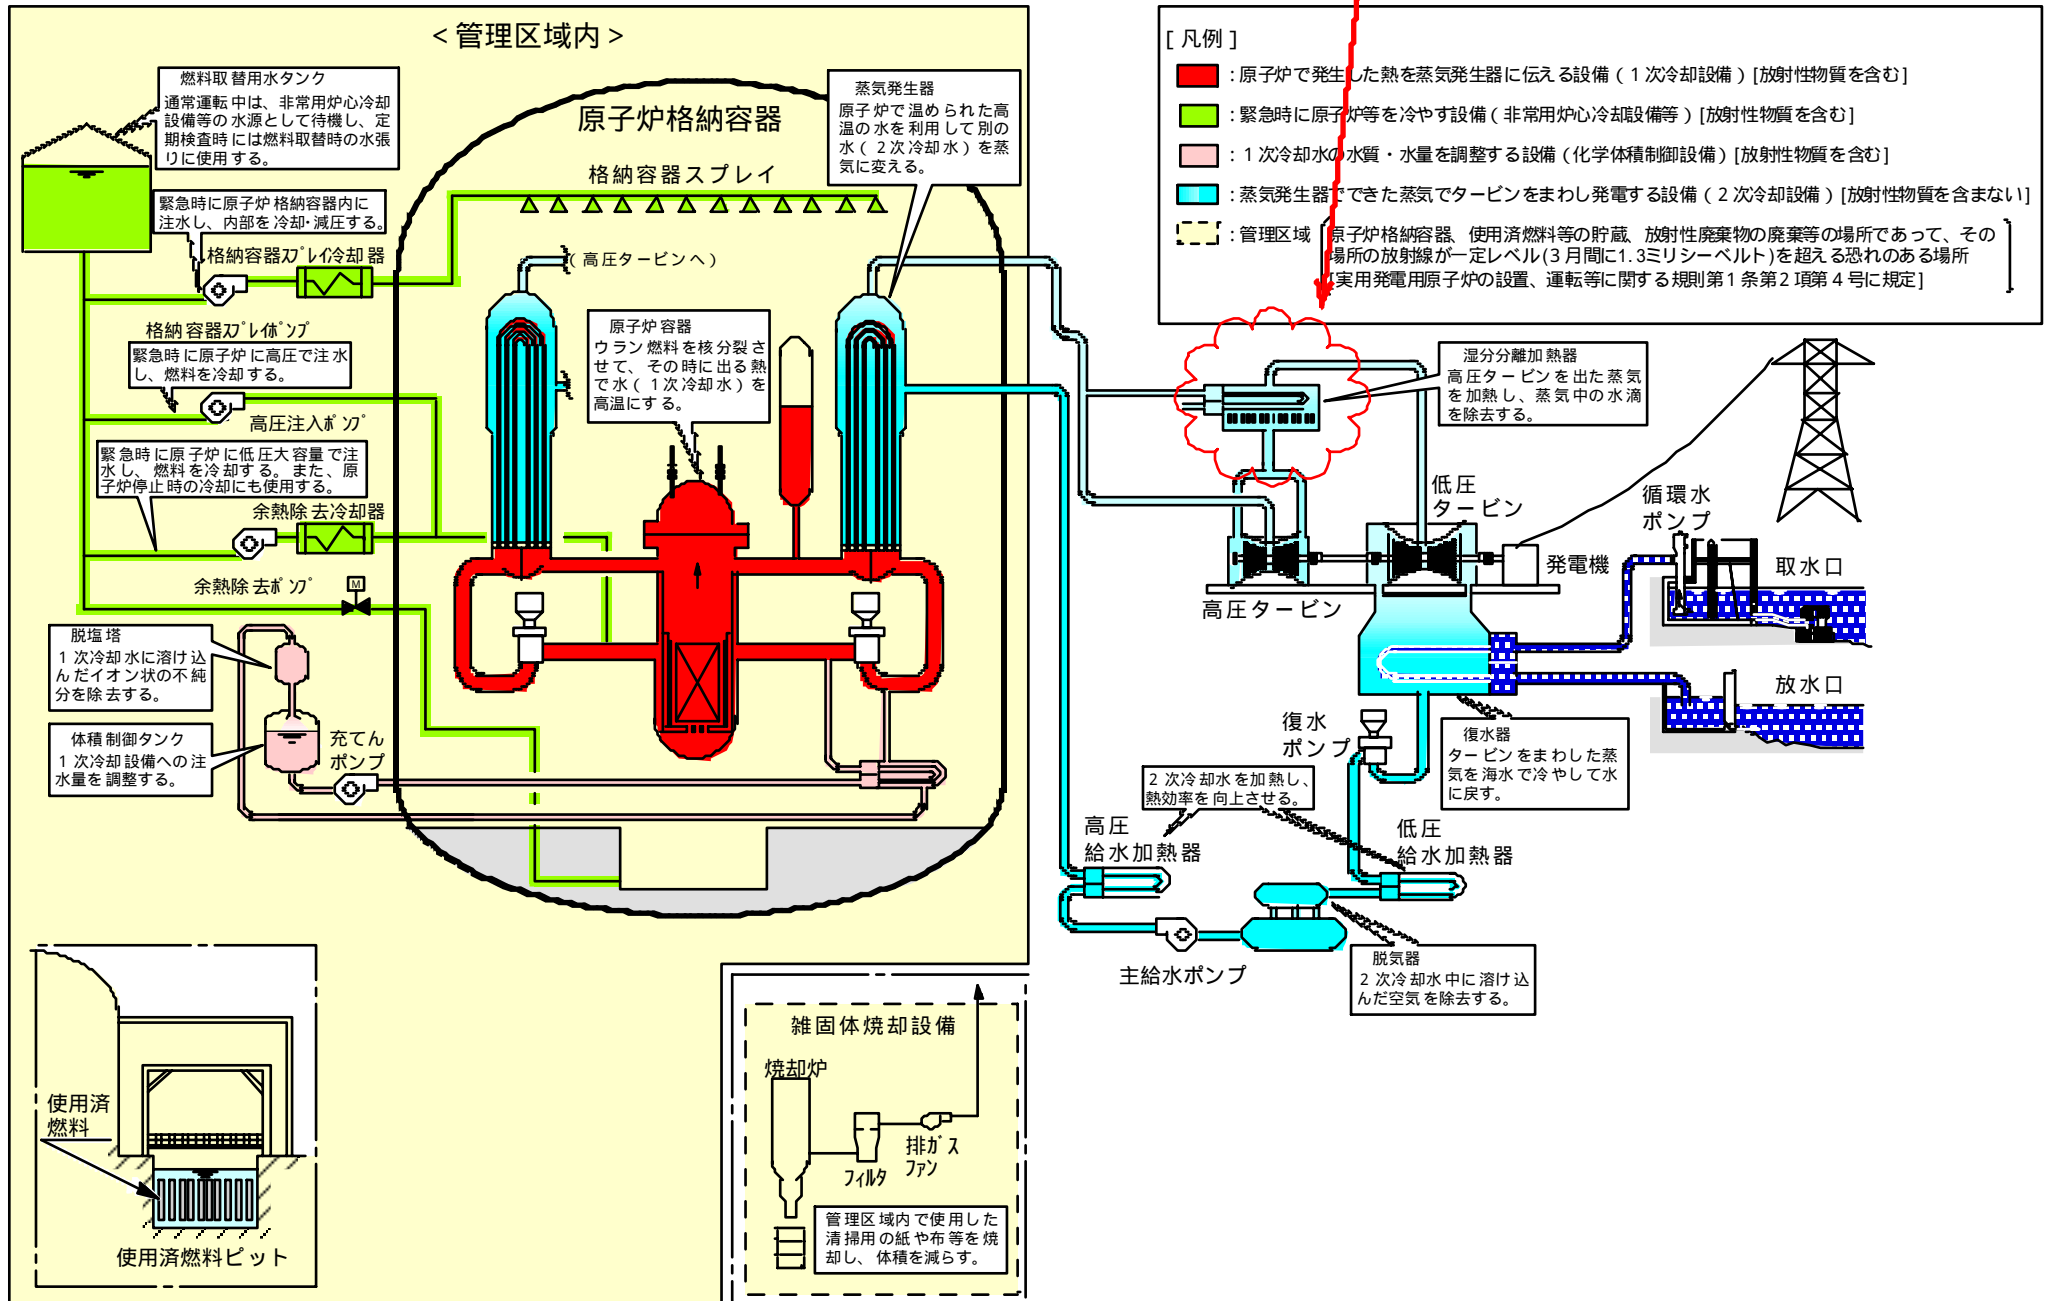 <管理区域内>
燃料取替用水タンク
通常運転中は、非常用炉心冷却
設備等の水源として待機し、定
期検査時には燃料取替時の水張
りに使用する。
緊急時に原子炉格納容器内に
注水し、内部を冷却・減圧する。
格納容器ｽﾌﾟﾚｲ冷却器
格納容器ｽﾌﾟﾚｲﾎﾟﾝﾌﾟ
緊急時に原子炉に高圧で注水
し、燃料を冷却する。
高圧注入ﾎﾟﾝﾌﾟ
緊急時に原子炉に低圧大容量で注
水し、燃料を冷却する。また、原
子炉停止時の冷却にも使用する。
余熱除去冷却器
余熱除去ﾎﾟﾝﾌﾟ
M
脱塩塔
１次冷却水に溶け込
んだイオン状の不純
分を除去する。
体積制御タンク
１次冷却設備への注
水量を調整する。
充てん
ポンプ
原子炉格納容器
格納容器スプレイ
蒸気発生器
原子炉で温められた高
温の水を利用して別の
水(２次冷却水)を蒸
気に変える。
(高圧タービンへ)
原子炉容器
ウラン燃料を核分裂さ
せて、その時に出る熱
で水(１次冷却水)を
高温にする。
[凡例]
:原子炉で発生した熱を蒸気発生器に伝える設備(１次冷却設備)[放射性物質を含む]
:緊急時に原子炉等を冷やす設備(非常用炉心冷却設備等)[放射性物質を含む]
:１次冷却水の水質・水量を調整する設備(化学体積制御設備)[放射性物質を含む]
:蒸気発生器でできた蒸気でタービンをまわし発電する設備(２次冷却設備)[放射性物質を含まない]
:管理区域
原子炉格納容器、使用済燃料等の貯蔵、放射性廃棄物の廃棄等の場所であって、その
場所の放射線が一定レベル(3月間に1.3ミリシーベルト)を超える恐れのある場所
[実用発電用原子炉の設置、運転等に関する規則第1条第2項第4号に規定]
湿分分離加熱器
高圧タービンを出た蒸気
を加熱し、蒸気中の水滴
を除去する。
低圧
タービン
高圧タービン
発電機
循環水
ポンプ
取水口
放水口
復水
ポンプ
復水器
タービンをまわした蒸
気を海水で冷やして水
に戻す。
２次冷却水を加熱し、
熱効率を向上させる。
高圧
給水加熱器
低圧
給水加熱器
主給水ポンプ
脱気器
２次冷却水中に溶け込
んだ空気を除去する。
使用済
燃料
使用済燃料ピット
雑固体焼却設備
焼却炉
フィルタ
排ｶﾞｽ
ファン
管理区域内で使用した
清掃用の紙や布等を焼
却し、体積を減らす。